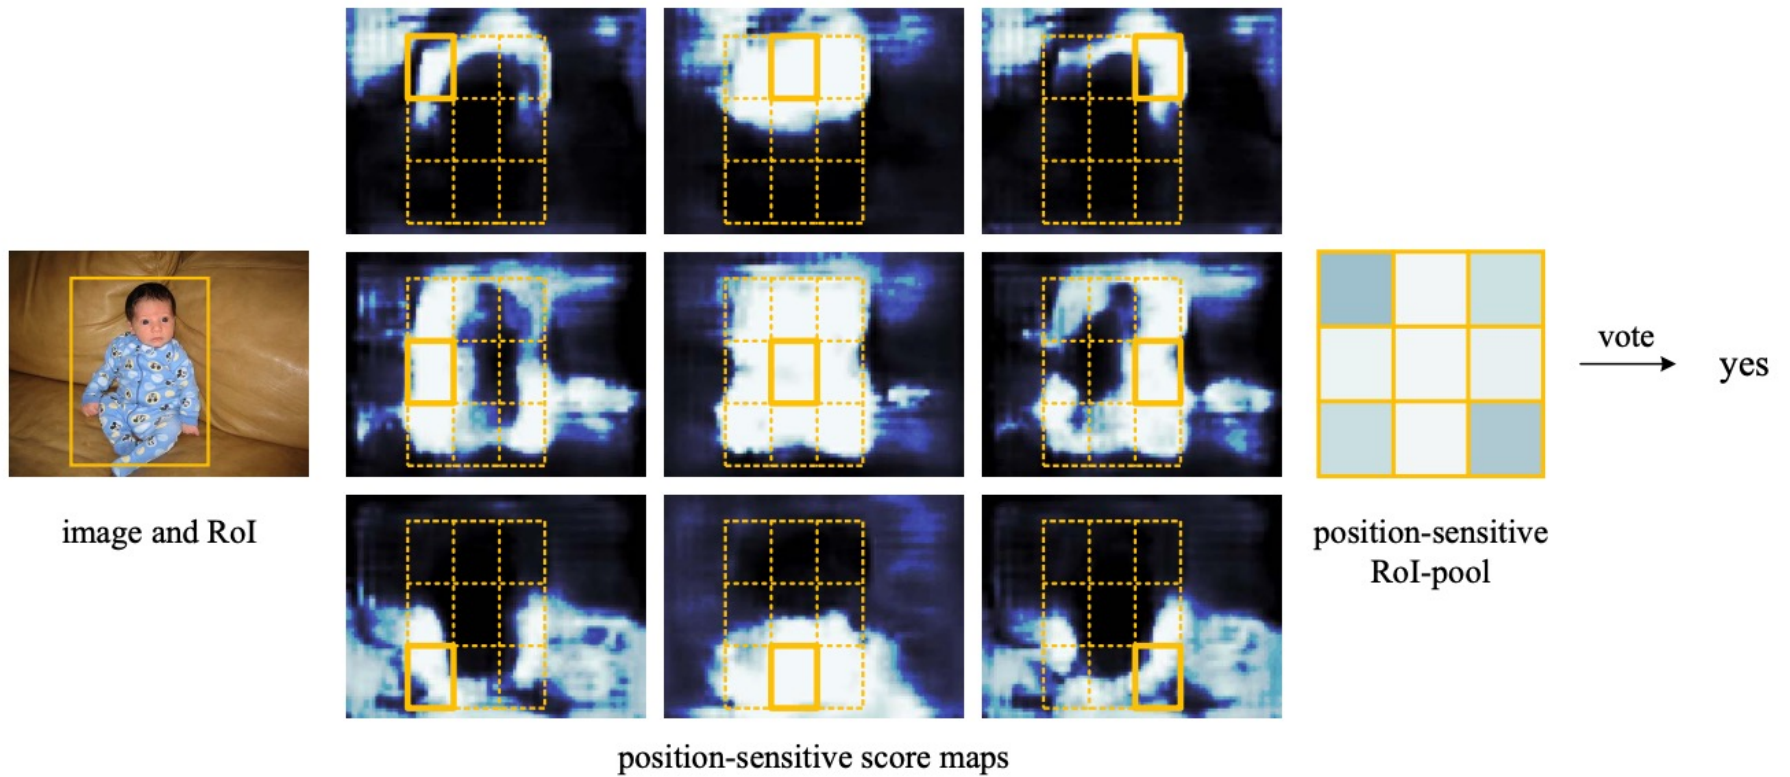 image and RoI
position-sensitive score maps
position-sensitive
RoI-pool
vote
yes